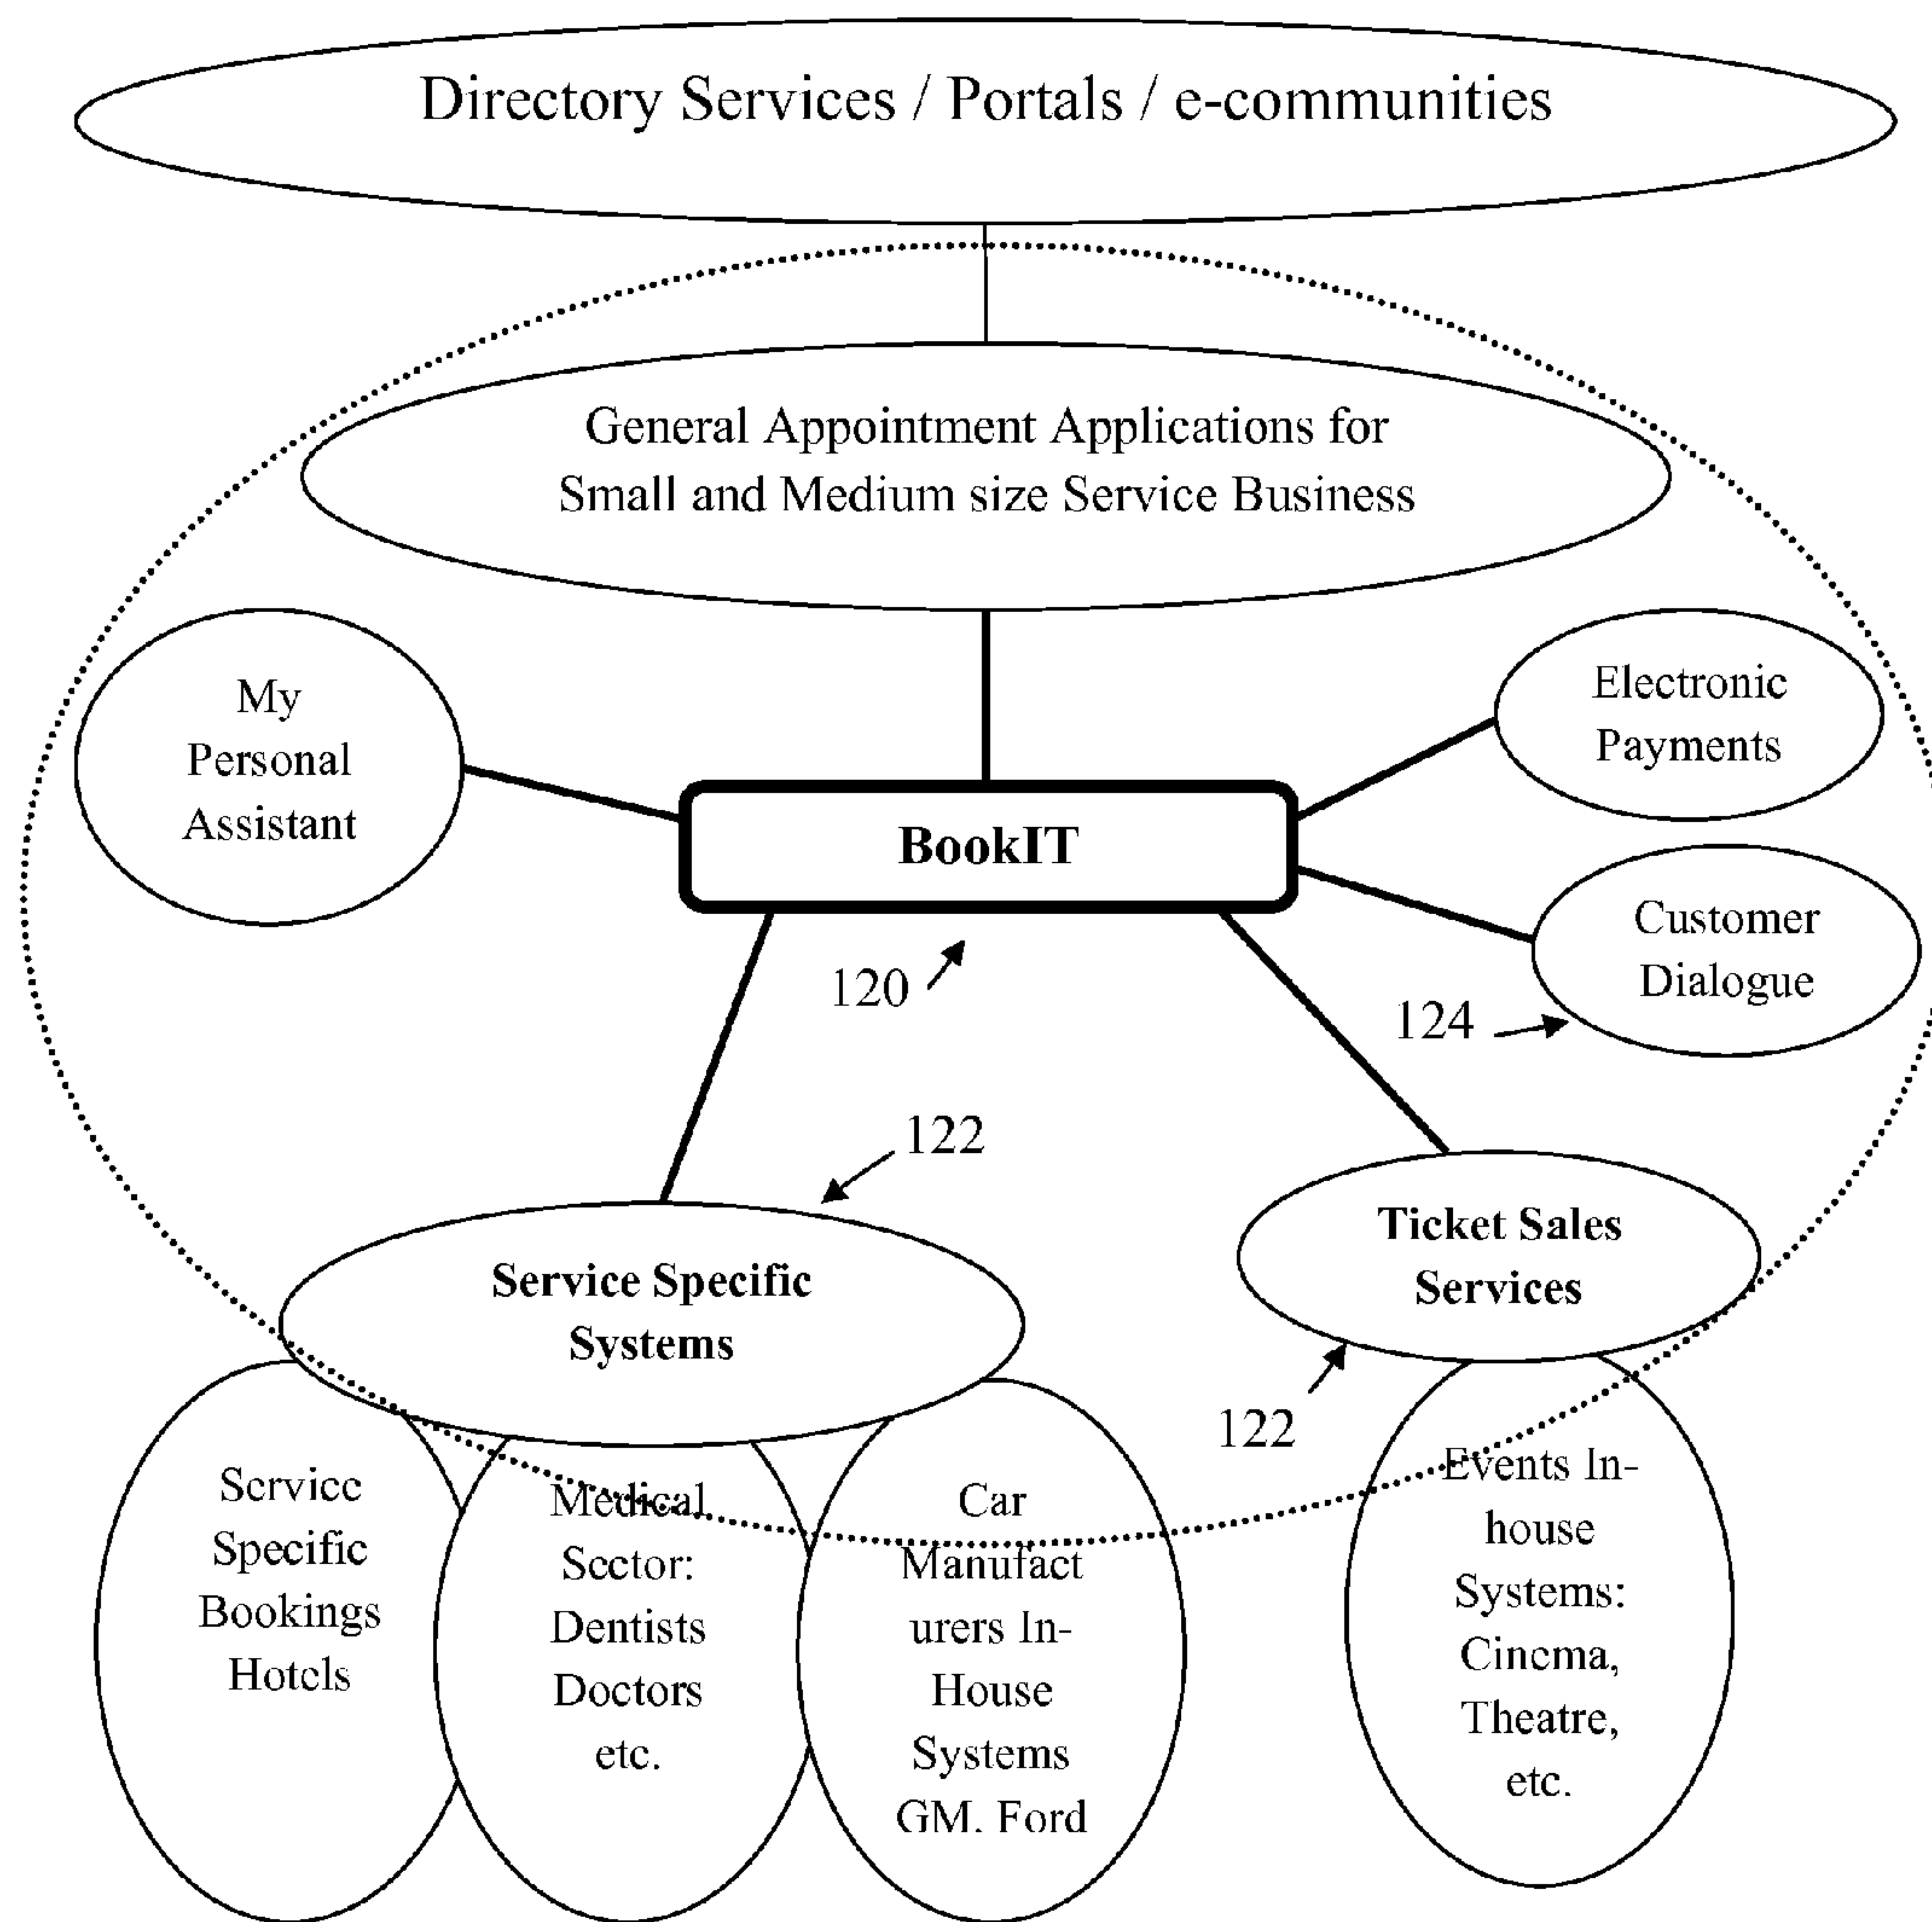 Directory Services / Portals / e-communities
General Appointment Applications for
Small and Medium size Service Business
My
Personal
Assistant
Electronic
Payments
BookIT
Customer
Dialogue
120
124
122
Service Specific
Systems
Ticket Sales
Services
122
Service
Specific
Bookings
Hotels
Medical
Sector:
Dentists
Doctors
etc.
Car
Manufact
urers In-
House
Systems
GM. Ford
Events In-
house
Systems:
Cinema,
Theatre,
etc.